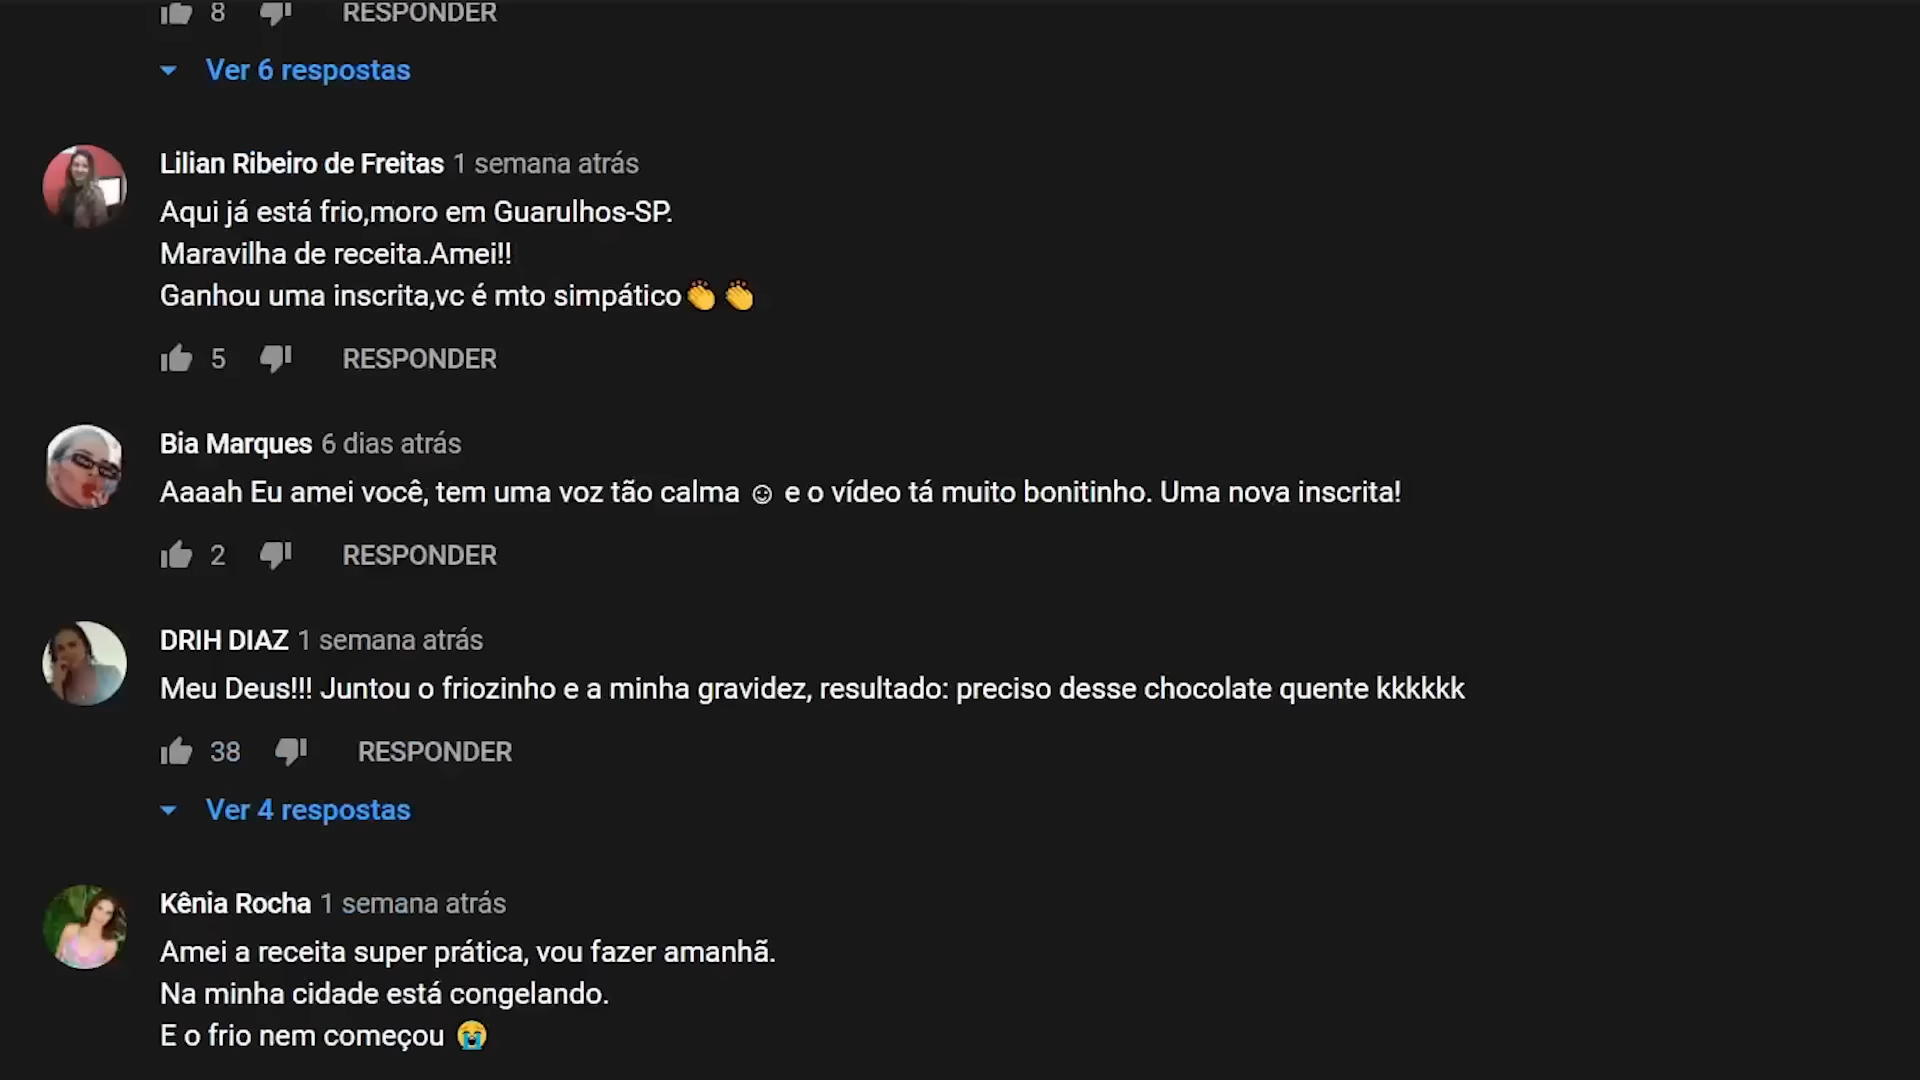 8 RESPONDER
Ver 6 respostas
Lilian Ribeiro de Freitas 1 semana atrás
Aqui já está frio,moro em Guarulhos-SP.
Maravilha de receita.Amei!!
Ganhou uma inscrita,vc é mto simpático👏 👏
5 RESPONDER
Bia Marques 6 dias atrás
Aaaah Eu amei você, tem uma voz tão calma ☺ e o vídeo tá muito bonitinho. Uma nova inscrita!
2 RESPONDER
DRIH DIAZ 1 semana atrás
Meu Deus!!! Juntou o friozinho e a minha gravidez, resultado: preciso desse chocolate quente kkkkkk
38 RESPONDER
Ver 4 respostas
Kênia Rocha 1 semana atrás
Amei a receita super prática, vou fazer amanhã.
Na minha cidade está congelando.
E o frio nem começou 😭